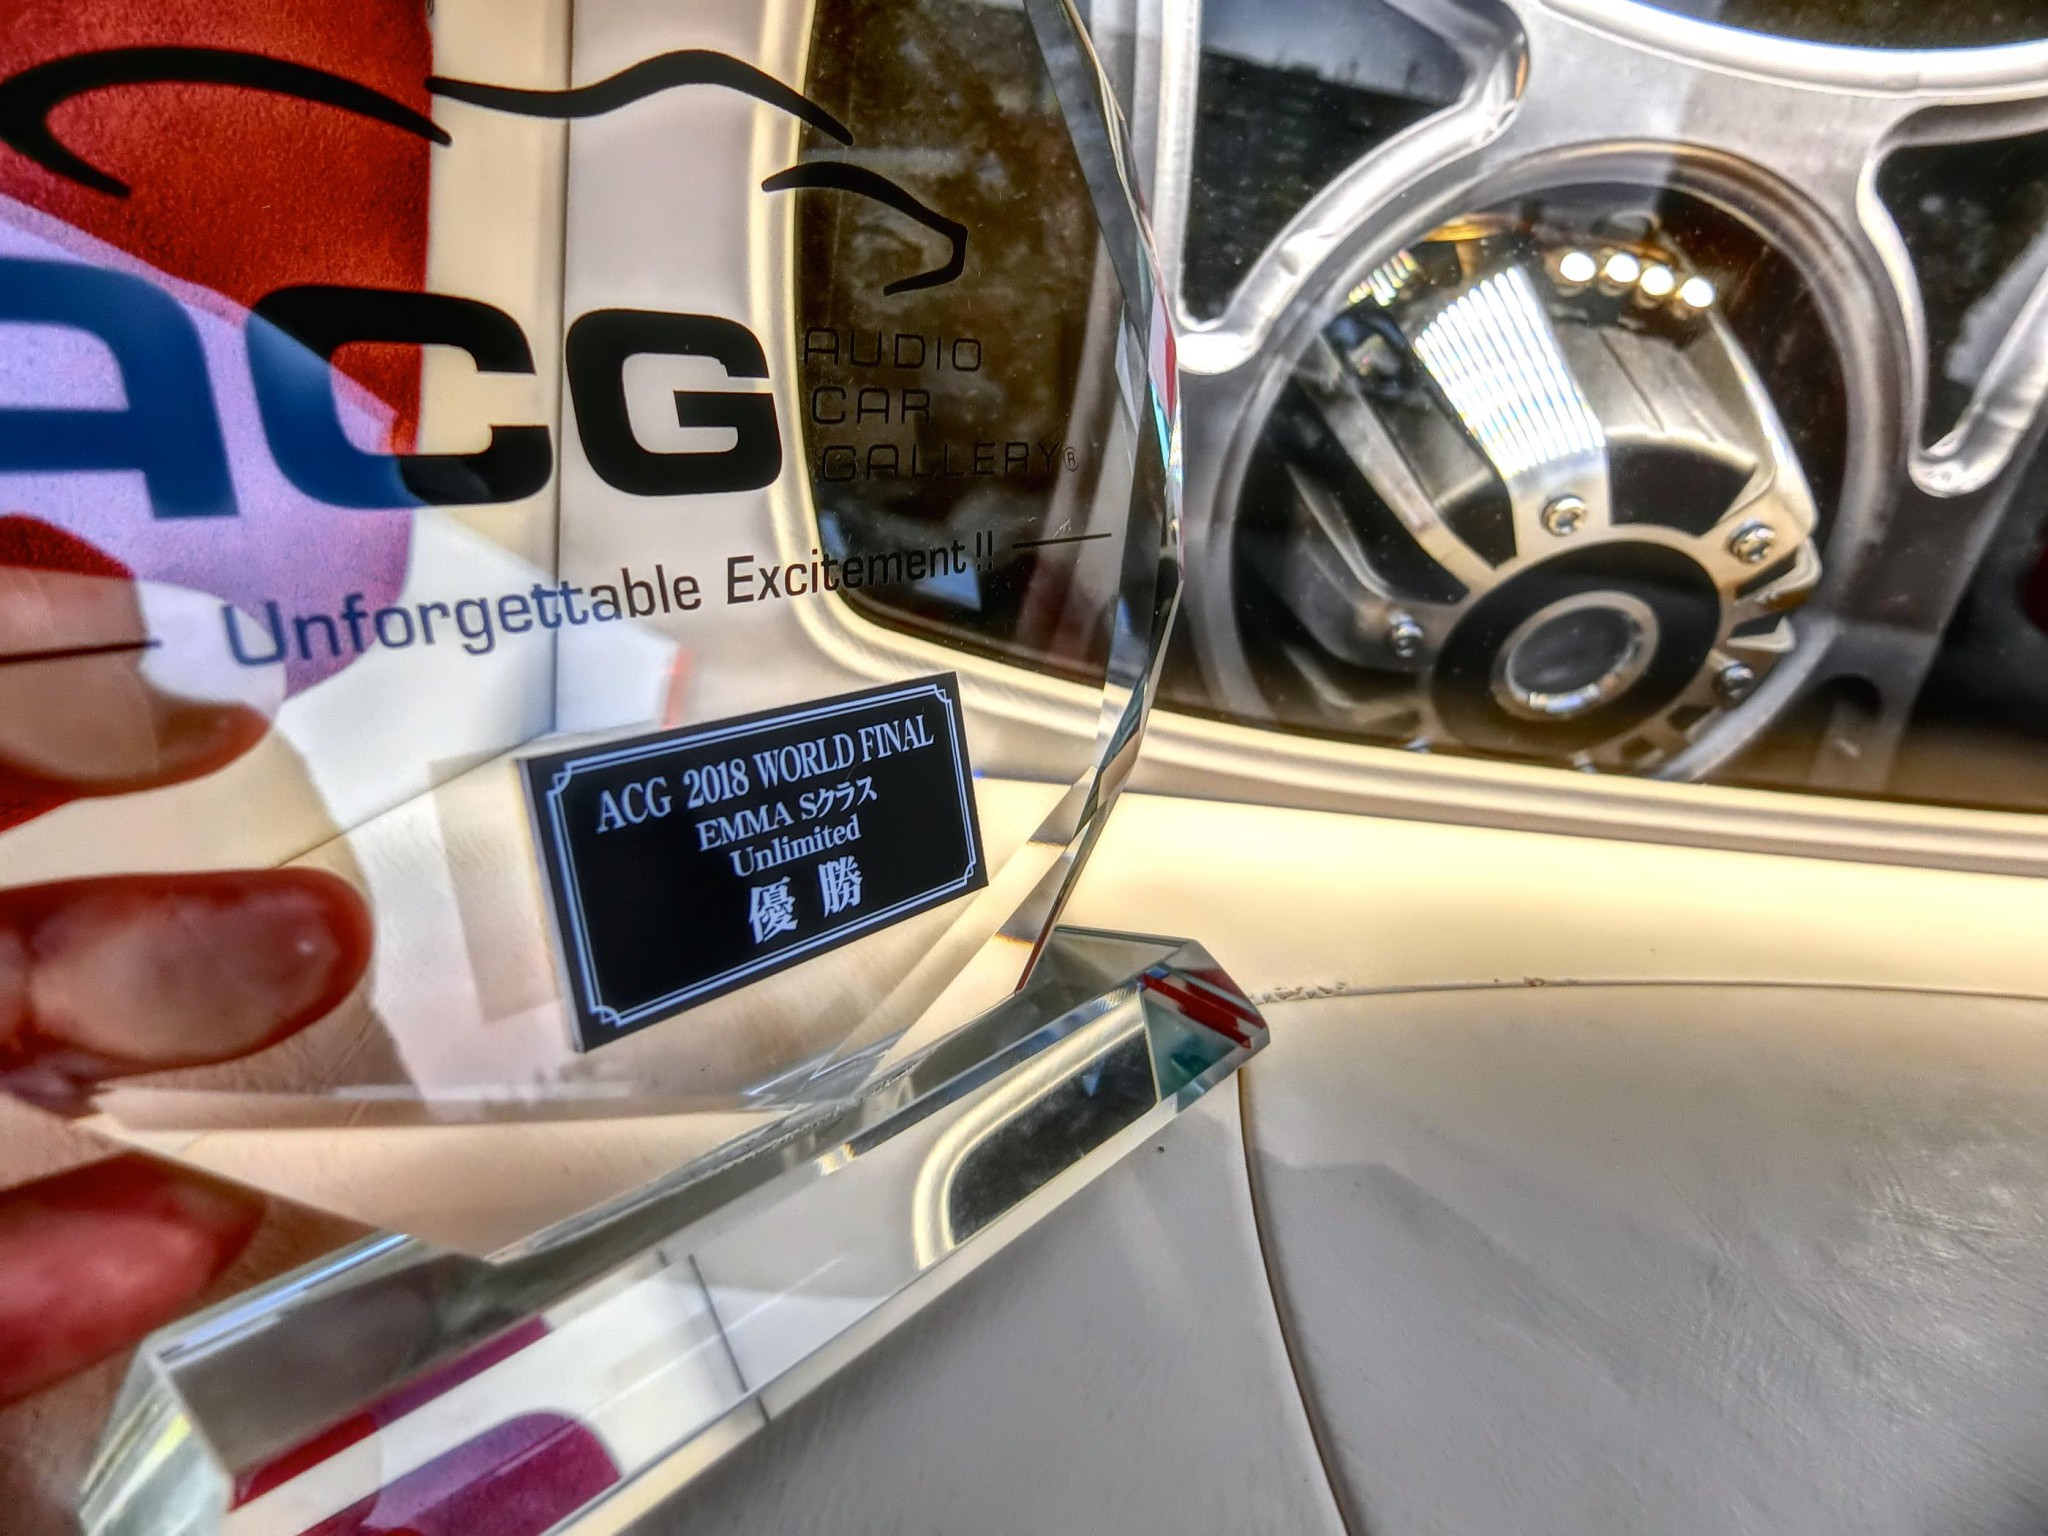 ACG
AUDIO
CAR
GALLERY®
Unforgettable Excitement!!
ACG 2018 WORLD FINAL
EMMA Sクラス
Unlimited
優勝